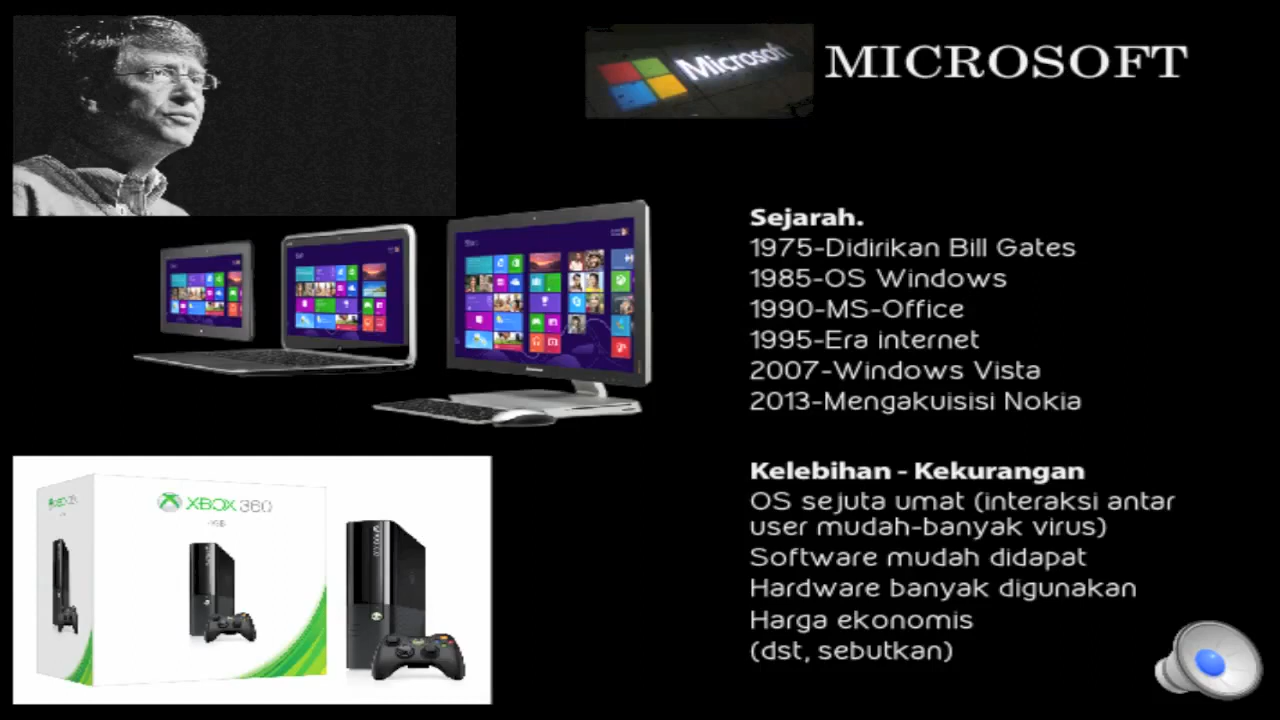 Microsoft
MICROSOFT
Sejarah.
1975-Didirikan Bill Gates
1985-OS Windows
1990-MS-Office
1995-Era internet
2007-Windows Vista
2013-Mengakuisisi Nokia
Kelebihan - Kekurangan
OS sejuta umat (interaksi antar
user mudah-banyak virus)
Software mudah didapat
Hardware banyak digunakan
Harga ekonomis
(dst, sebutkan)
XBOX 360